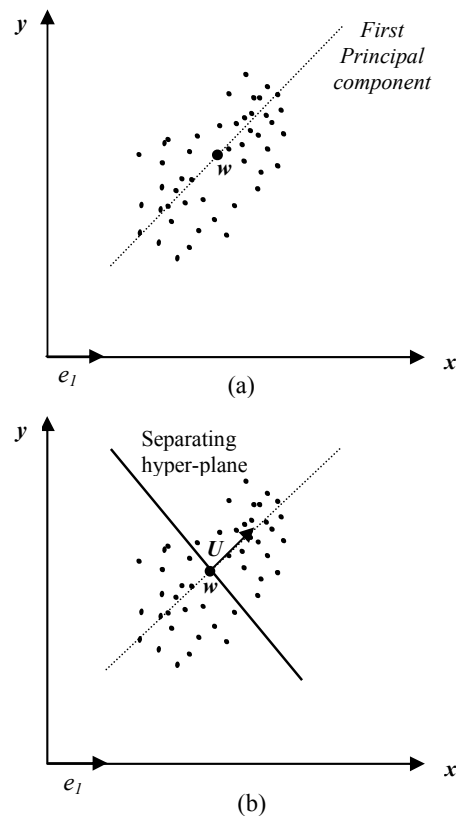 y
First
Principal
component
w
e1
x
(a)
y
Separating
hyper-plane
U
w
e1
x
(b)